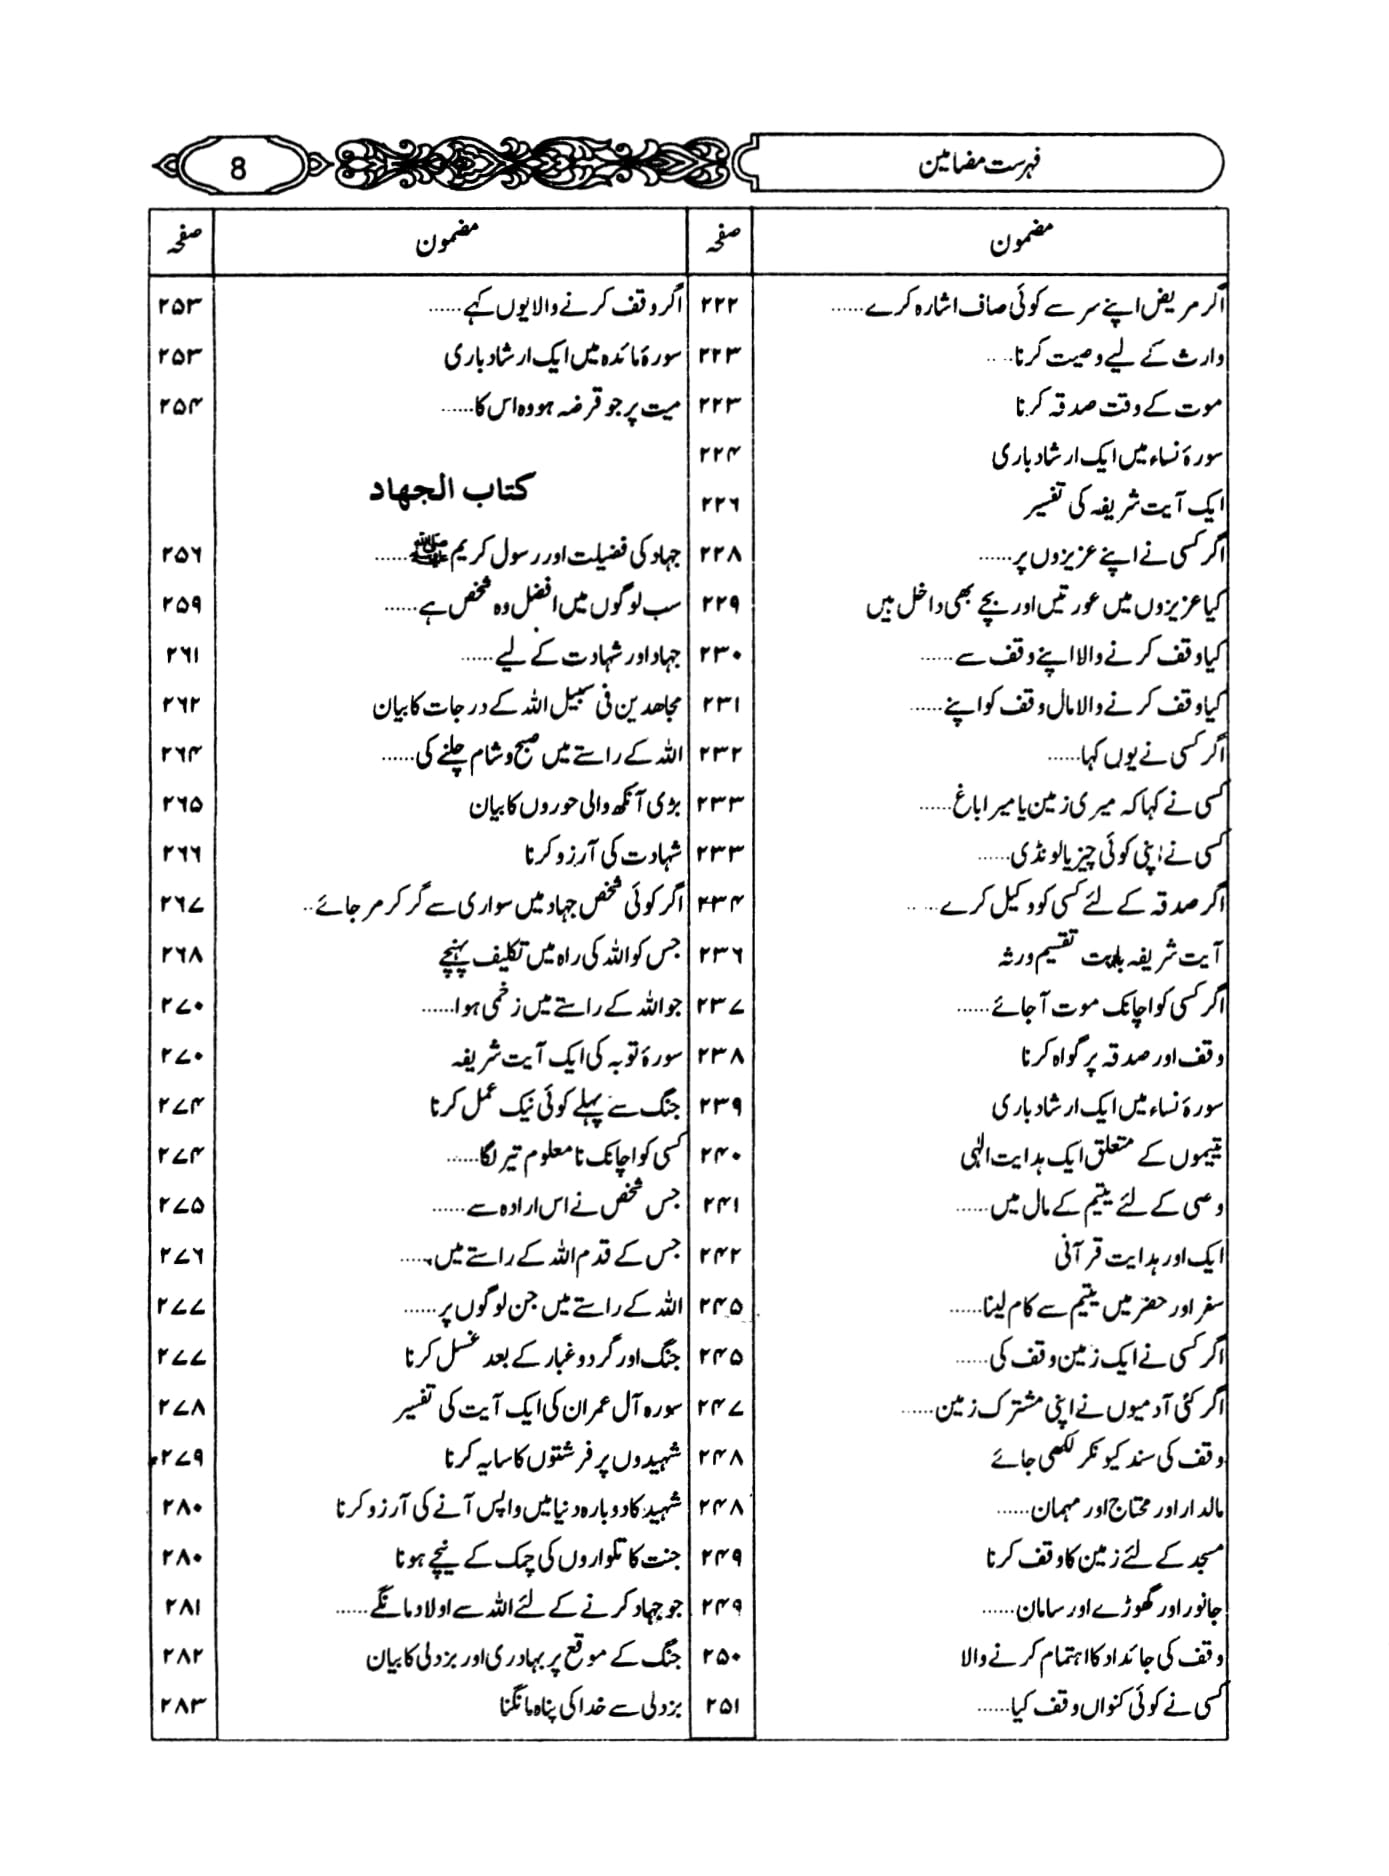 فہرست مضامین
8
مضمون صفحہ
اگر مریض اپنے سر سے کوئی صاف اشارہ کرے...... ۲۲۲
وارث کے لیے وصیت کرنا.. .. ۲۲۳
موت کے وقت صدقہ کرنا ۲۲۳
سورۂ نساء میں ایک ارشاد باری ۲۲۴
ایک آیت شریفہ کی تفسیر ۲۲۶
اگر کسی نے اپنے عزیزوں پر...... ۲۲۸
کیا عزیزوں میں عورتیں اور بچے بھی داخل ہیں ۲۲۹
کیا وقف کرنے والا اپنے وقف سے...... ۲۳۰
کیا وقف کرنے والا مال وقف کو اپنے...... ۲۳۱
اگر کسی نے یوں کہا...... ۲۳۲
کسی نے کہا کہ میری زمین یا میرا باغ...... ۲۳۳
کسی نے اپنی کوئی چیز یا لونڈی...... ۲۳۳
اگر صدقہ کے لئے کسی کو وکیل کرے.. .. ۲۳۴
آیت شریفہ بابت تقسیم ورثہ ۲۳۶
اگر کسی کو اچانک موت آجائے...... ۲۳۷
وقف اور صدقہ پر گواہ کرنا ۲۳۸
سورۂ نساء میں ایک ارشاد باری ۲۳۹
یتیموں کے متعلق ایک ہدایت الٰہی ۲۴۰
وصی کے لئے یتیم کے مال میں...... ۲۴۱
ایک اور ہدایت قرآنی ۲۴۲
سفر اور حضر میں یتیم سے کام لینا...... ۲۴۵
اگر کسی نے ایک زمین وقف کی...... ۲۴۵
اگر کئی آدمیوں نے اپنی مشترک زمین...... ۲۴۷
وقف کی سند کیونکر لکھی جائے ۲۴۸
مالدار اور محتاج اور مہمان...... ۲۴۸
مسجد کے لئے زمین کا وقف کرنا ۲۴۹
جانور اور گھوڑے اور سامان...... ۲۴۹
وقف کی جائداد کا اہتمام کرنے والا ۲۵۰
کسی نے کوئی کنواں وقف کیا...... ۲۵۱
مضمون صفحہ
اگر وقف کرنے والا یوں کہے...... ۲۵۳
سورۂ مائدہ میں ایک ارشاد باری ۲۵۳
میت پر جو قرضہ ہو وہ اس کا...... ۲۵۴
کتاب الجهاد
جہاد کی فضیلت اور رسول کریم ﷺ...... ۲۵۶
سب لوگوں میں افضل وہ شخص ہے...... ۲۵۹
جہاد اور شہادت کے لیے...... ۲۶۱
مجاهدین فی سبیل اللہ کے درجات کا بیان ۲۶۲
اللہ کے راستے میں صبح و شام چلنے کی...... ۲۶۴
بڑی آنکھ والی حوروں کا بیان ۲۶۵
شہادت کی آرزو کرنا ۲۶۶
اگر کوئی شخص جہاد میں سواری سے گر کر مر جائے.. ۲۶۷
جس کو اللہ کی راہ میں تکلیف پہنچے ۲۶۸
جو اللہ کے راستے میں زخمی ہوا...... ۲۷۰
سورۂ توبہ کی ایک آیت شریفہ ۲۷۰
جنگ سے پہلے کوئی نیک عمل کرنا ۲۷۴
کسی کو اچانک نامعلوم تیر لگا...... ۲۷۴
جس شخص نے اس ارادہ سے...... ۲۷۵
جس کے قدم اللہ کے راستے میں...... ۲۷۶
اللہ کے راستے میں جن لوگوں پر...... ۲۷۷
جنگ اور گرد و غبار کے بعد غسل کرنا ۲۷۷
سورہ آل عمران کی ایک آیت کی تفسیر ۲۷۸
شہیدوں پر فرشتوں کا سایہ کرنا ۲۷۹
شہید کا دوبارہ دنیا میں واپس آنے کی آرزو کرنا ۲۸۰
جنت کا تلواروں کی چمک کے نیچے ہونا ۲۸۰
جو جہاد کرنے کے لئے اللہ سے اولاد مانگے...... ۲۸۱
جنگ کے موقع پر بہادری اور بزدلی کا بیان ۲۸۲
بزدلی سے خدا کی پناہ مانگنا ۲۸۳